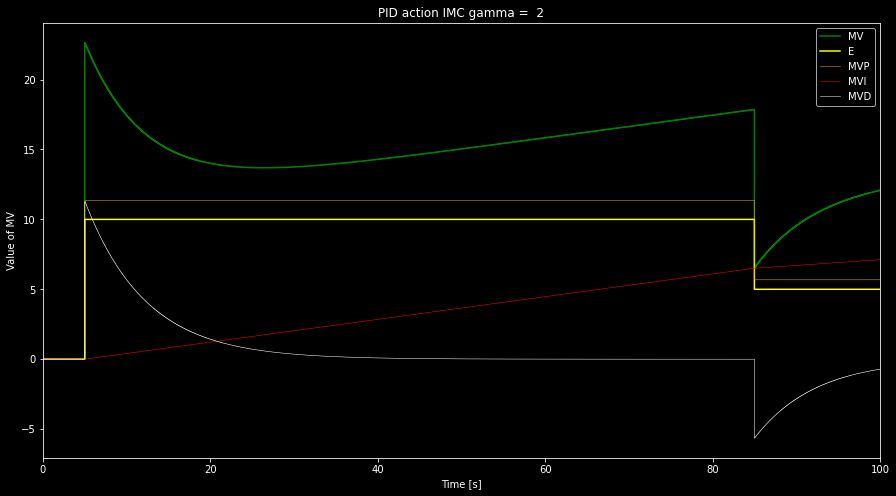 PID action IMC gamma =  2
MV
E
MVP
MVI
MVD
Value of MV
20
15
10
5
0
−5
0
20
40
60
80
100
Time [s]